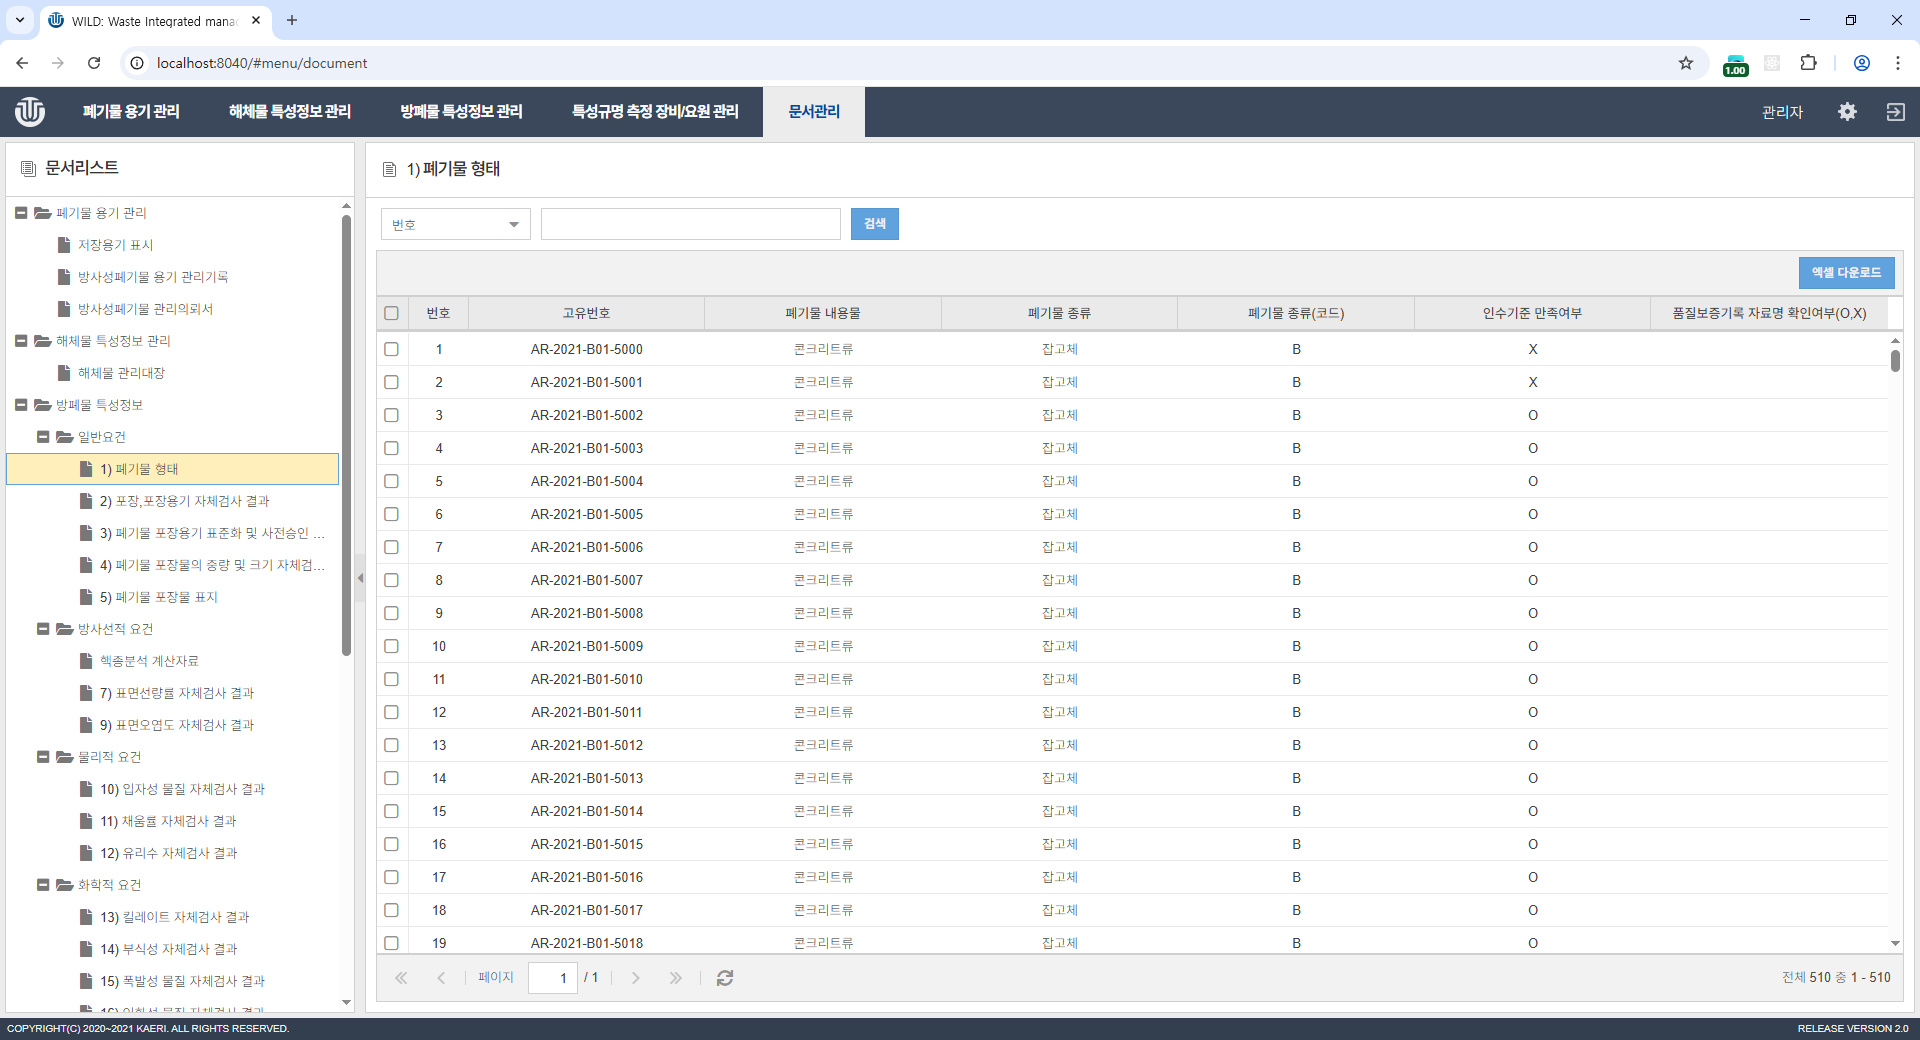 WILD: Waste Integrated mana
localhost:8040/#menu/document
1.00
폐기물 용기 관리 해체물 특성정보 관리 방폐물 특성정보 관리 특성규명 측정 장비/요원 관리 문서관리 관리자
문서리스트
폐기물 용기 관리
저장용기 표시
방사성폐기물 용기 관리기록
방사성폐기물 관리의뢰서
해체물 특성정보 관리
해체물 관리대장
방폐물 특성정보
일반요건
1) 폐기물 형태
2) 포장,포장용기 자체검사 결과
3) 폐기물 포장용기 표준화 및 사전승인 ...
4) 폐기물 포장물의 중량 및 크기 자체검...
5) 폐기물 포장물 표지
방사선적 요건
핵종분석 계산자료
7) 표면선량률 자체검사 결과
9) 표면오염도 자체검사 결과
물리적 요건
10) 입자성 물질 자체검사 결과
11) 채움률 자체검사 결과
12) 유리수 자체검사 결과
화학적 요건
13) 킬레이트 자체검사 결과
14) 부식성 자체검사 결과
15) 폭발성 물질 자체검사 결과
16) 인화성 물질 자체검사 결과
1) 폐기물 형태
번호 검색
엑셀 다운로드
번호 고유번호 폐기물 내용물 폐기물 종류 폐기물 종류(코드) 인수기준 만족여부 품질보증기록 자료명 확인여부(O,X)
1 AR-2021-B01-5000 콘크리트류 잡고체 B X
2 AR-2021-B01-5001 콘크리트류 잡고체 B X
3 AR-2021-B01-5002 콘크리트류 잡고체 B O
4 AR-2021-B01-5003 콘크리트류 잡고체 B O
5 AR-2021-B01-5004 콘크리트류 잡고체 B O
6 AR-2021-B01-5005 콘크리트류 잡고체 B O
7 AR-2021-B01-5006 콘크리트류 잡고체 B O
8 AR-2021-B01-5007 콘크리트류 잡고체 B O
9 AR-2021-B01-5008 콘크리트류 잡고체 B O
10 AR-2021-B01-5009 콘크리트류 잡고체 B O
11 AR-2021-B01-5010 콘크리트류 잡고체 B O
12 AR-2021-B01-5011 콘크리트류 잡고체 B O
13 AR-2021-B01-5012 콘크리트류 잡고체 B O
14 AR-2021-B01-5013 콘크리트류 잡고체 B O
15 AR-2021-B01-5014 콘크리트류 잡고체 B O
16 AR-2021-B01-5015 콘크리트류 잡고체 B O
17 AR-2021-B01-5016 콘크리트류 잡고체 B O
18 AR-2021-B01-5017 콘크리트류 잡고체 B O
19 AR-2021-B01-5018 콘크리트류 잡고체 B O
페이지 1 / 1 전체 510 중 1 - 510
COPYRIGHT(C) 2020~2021 KAERI. ALL RIGHTS RESERVED. RELEASE VERSION 2.0